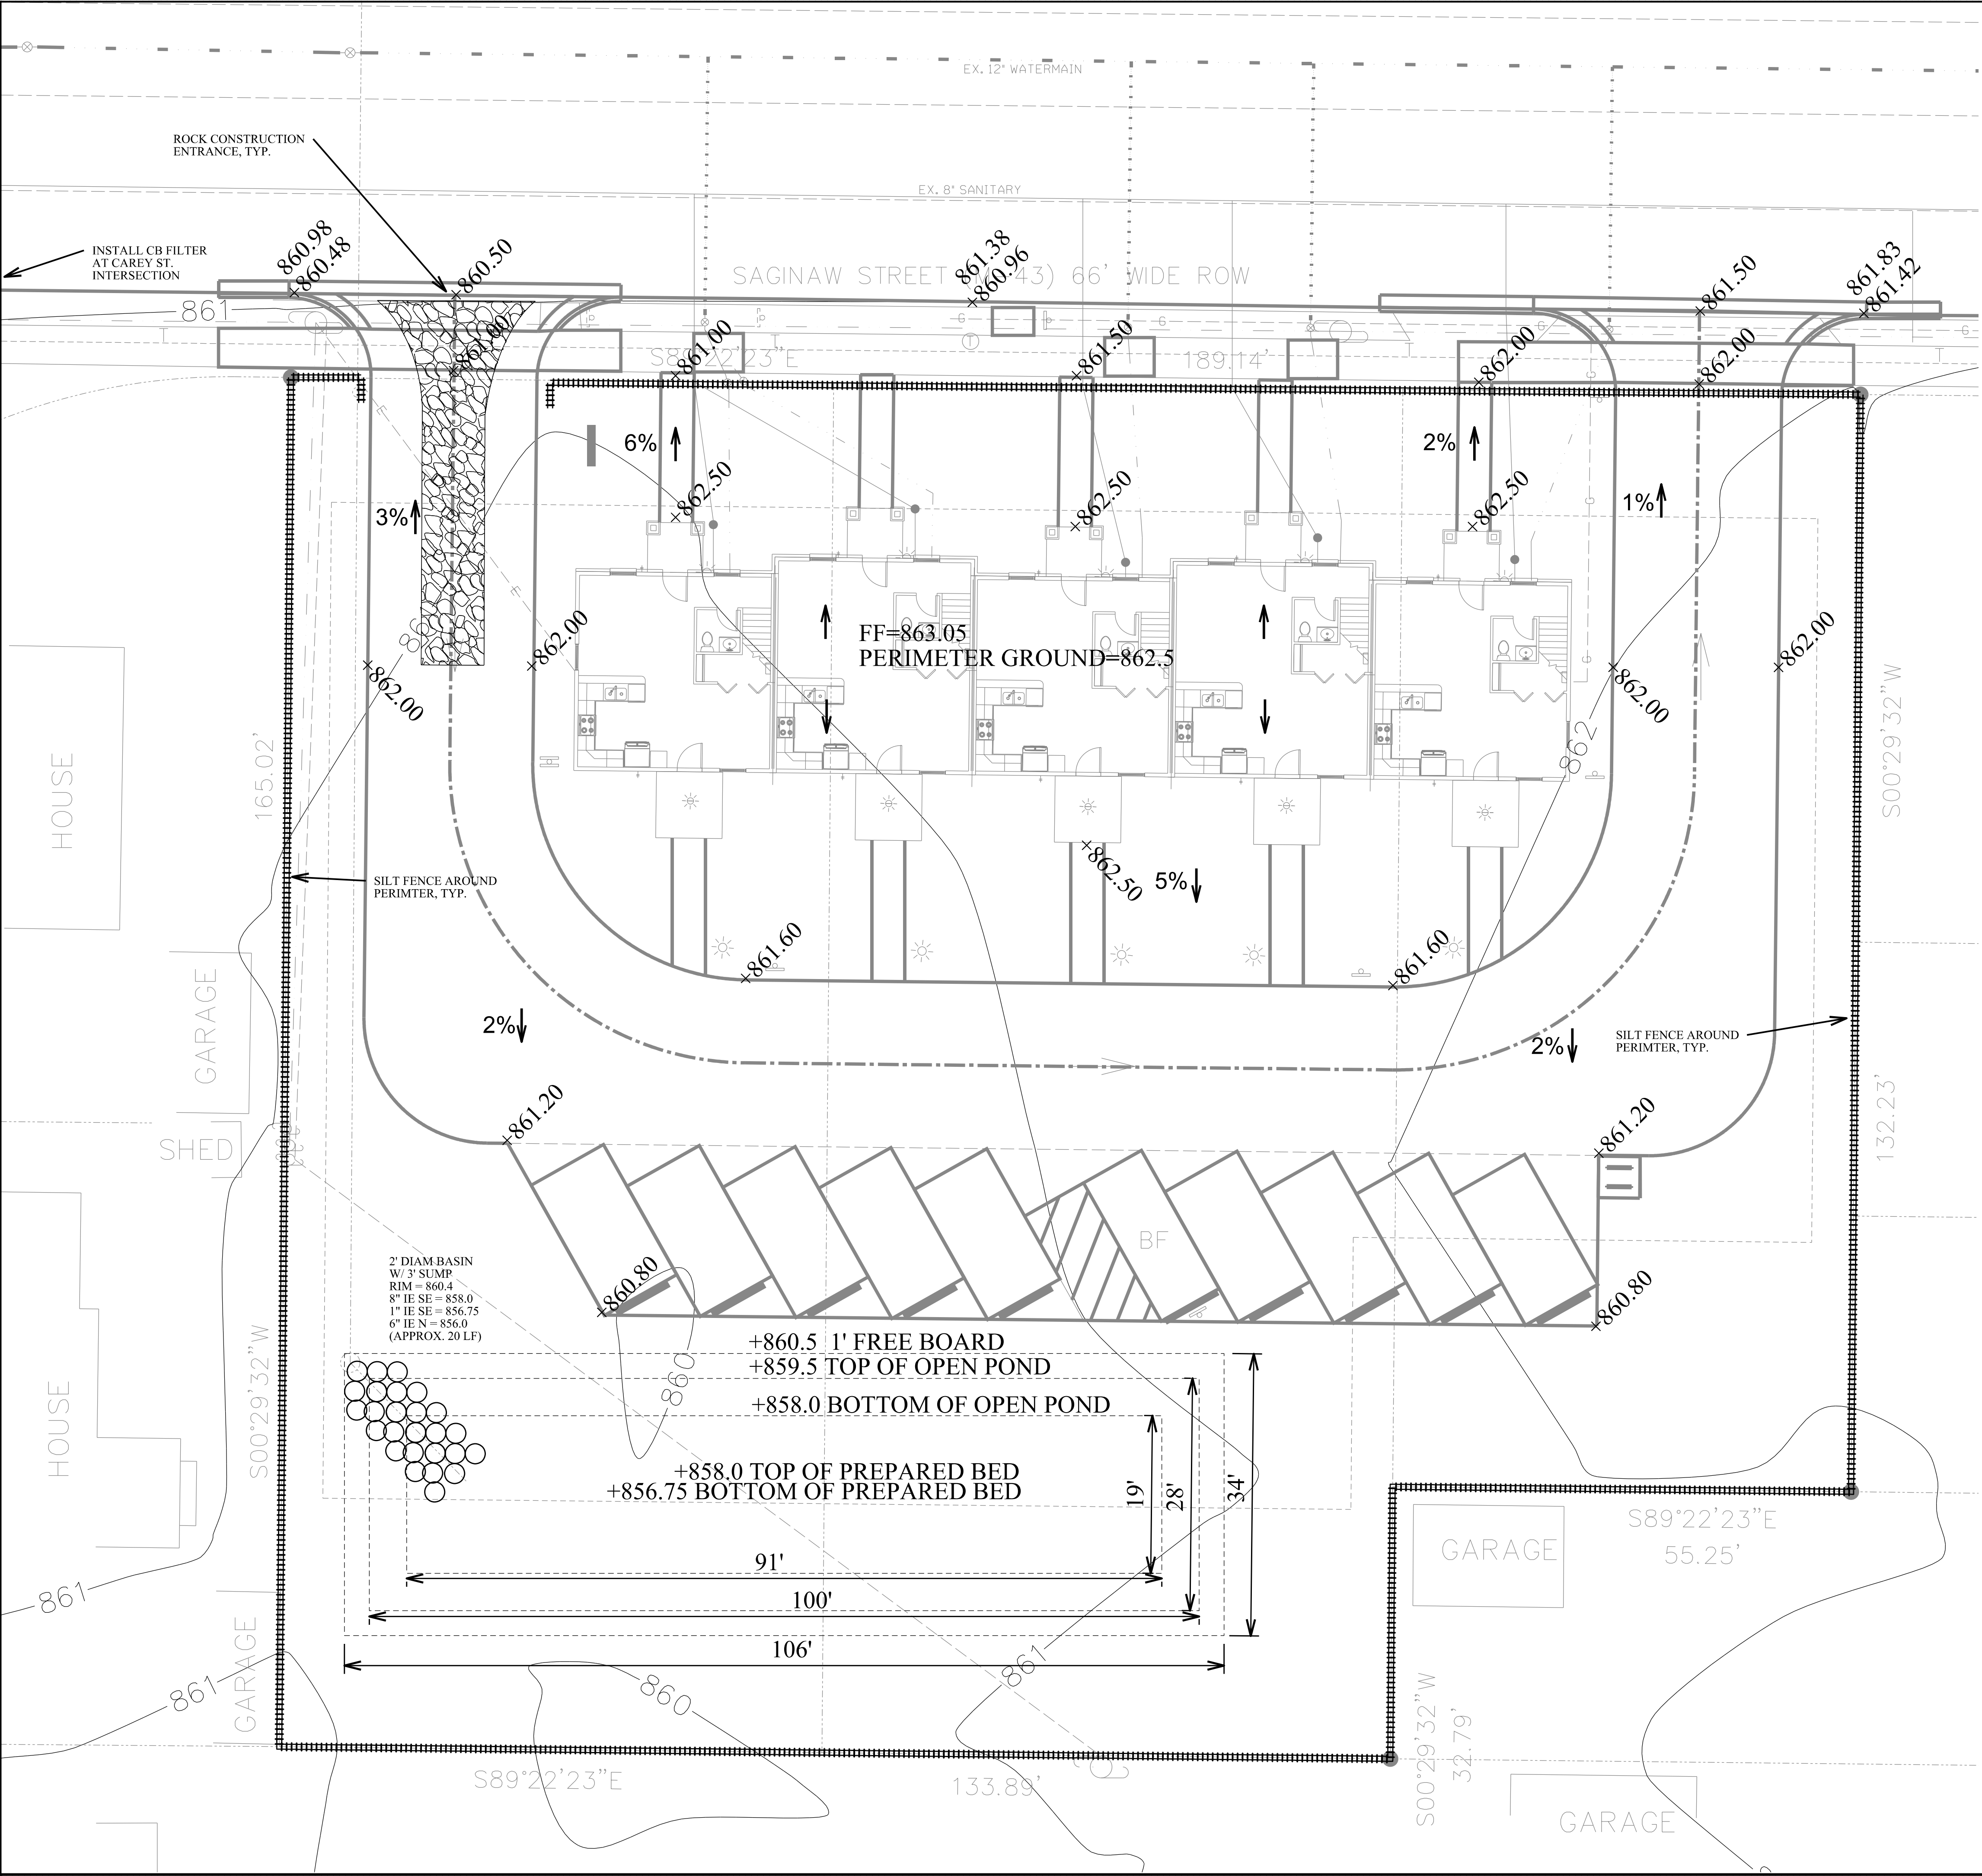 EX. 12" WATERMAIN
ROCK CONSTRUCTION
ENTRANCE, TYP.
EX. 8" SANITARY
INSTALL CB FILTER
AT CAREY ST.
INTERSECTION
860.98
860.48
860.50
861.38
860.96
SAGINAW STREET
43) 66' WIDE ROW
861.50
861.83
861.42
861
861.00
861.00
189.14'
861.50
862.00
862.00
6%
2%
862.50
862.50
862.50
3%
1%
862.00
862.00
862.00
862.00
FF=863.05
PERIMETER GROUND=862.5
HOUSE
165.02'
862
S00°29'32"W
SILT FENCE AROUND
PERIMTER, TYP.
862.50
5%
861.60
861.60
GARAGE
2%
2%
SILT FENCE AROUND
PERIMTER, TYP.
861.20
861.20
SHED
132.23'
BF
2' DIAM BASIN
W/ 3' SUMP
RIM = 860.4
8" IE SE = 858.0
1" IE SE = 856.75
6" IE N = 856.0
(APPROX. 20 LF)
860.80
860.80
+860.5 1' FREE BOARD
+859.5 TOP OF OPEN POND
860
+858.0 BOTTOM OF OPEN POND
S00°29'32"W
HOUSE
+858.0 TOP OF PREPARED BED
+856.75 BOTTOM OF PREPARED BED
19'
28'
34'
S89°22'23"E
55.25'
GARAGE
91'
861
100'
106'
GARAGE
861
860
861
S00°29'32"W
32.79'
S89°22'23"E
133.89'
GARAGE